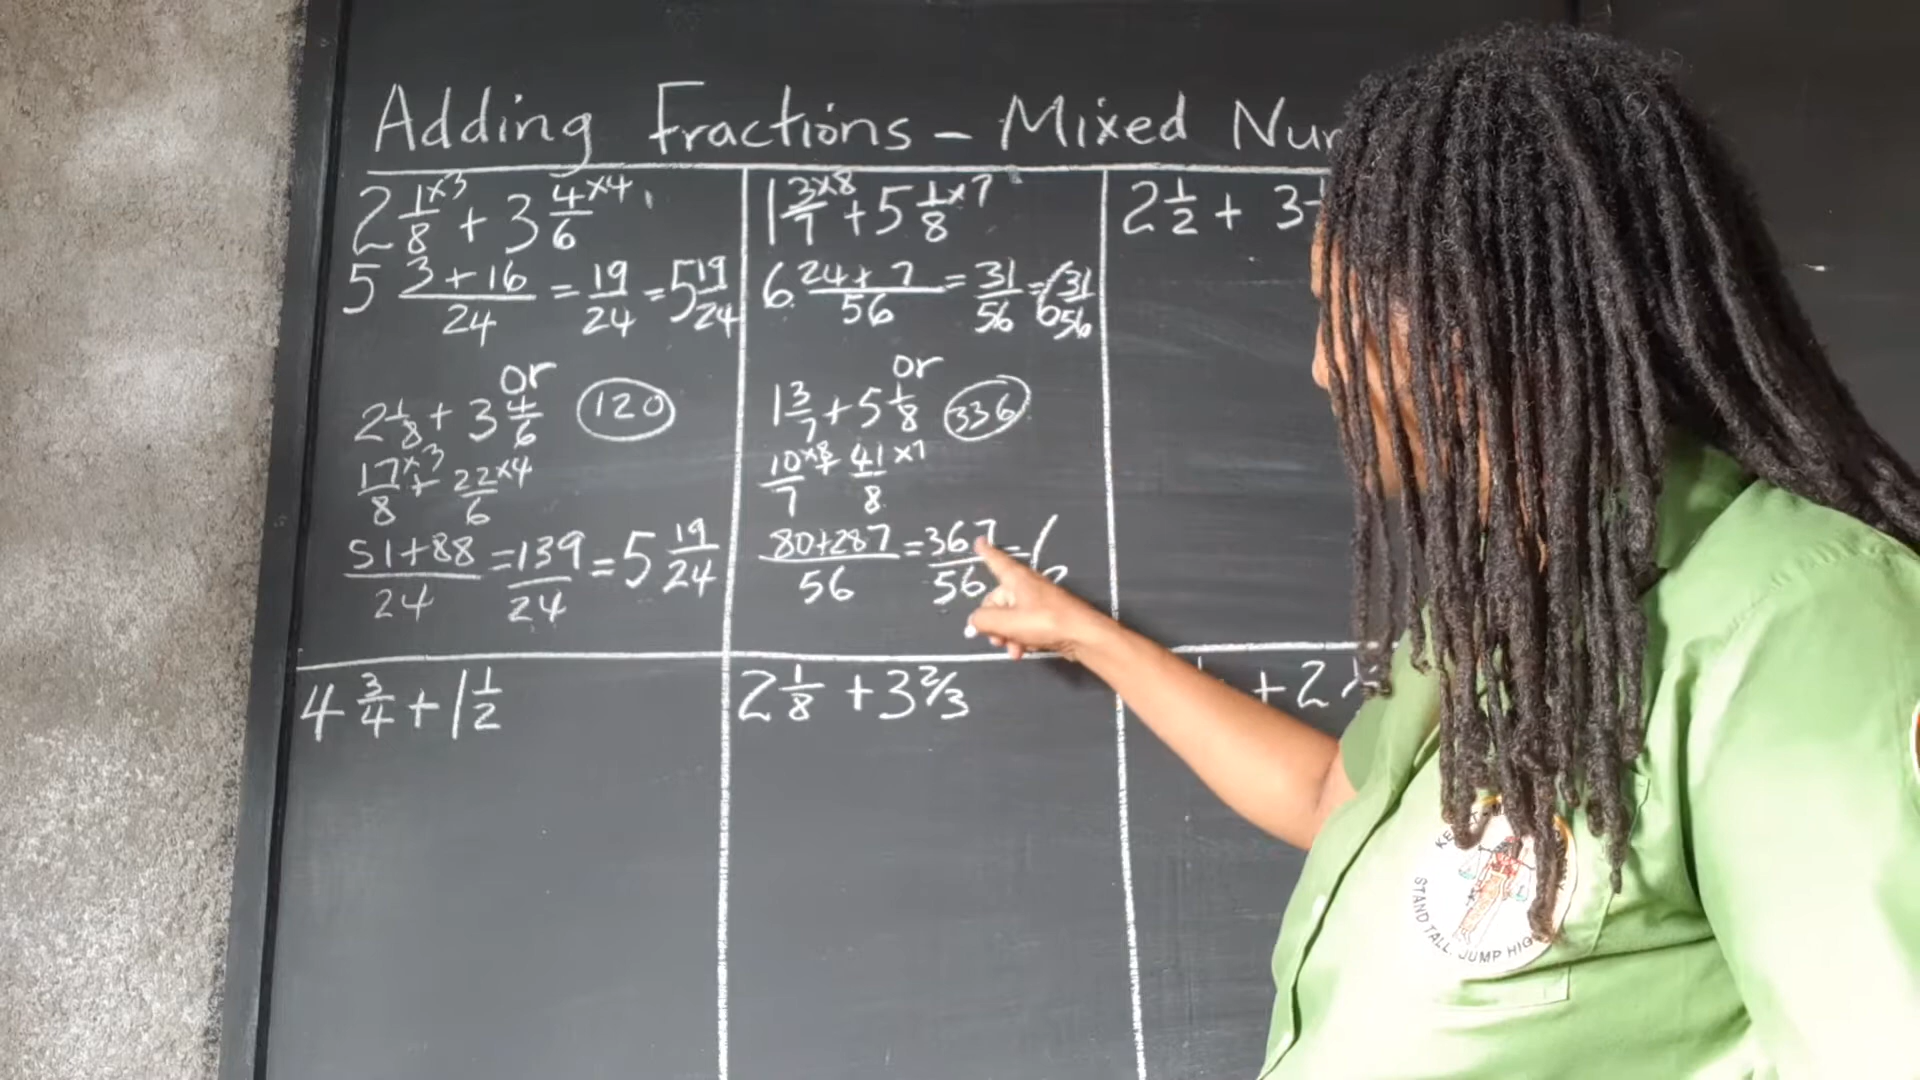 Adding Fractions - Mixed Nu
2 1/8 ×3 + 3 4/6 ×4
5 3+16/24 = 19/24 = 5 19/24
or
2 1/8 + 3 4/6 120
17/8 ×3 + 22/6 ×4
51+88/24 = 139/24 = 5 19/24
1 3/7 ×8 + 5 1/8 ×7
6 24+7/56 = 31/56 = 6 31/56
or
1 3/7 + 5 1/8 336
10/7 ×8 + 41/8 ×7
80+287/56 = 367/56 = 6
2 1/2 + 3
4 3/4 + 1 1/2
2 1/8 + 3 2/3
+ 2
STAND TALL, JUMP HIG